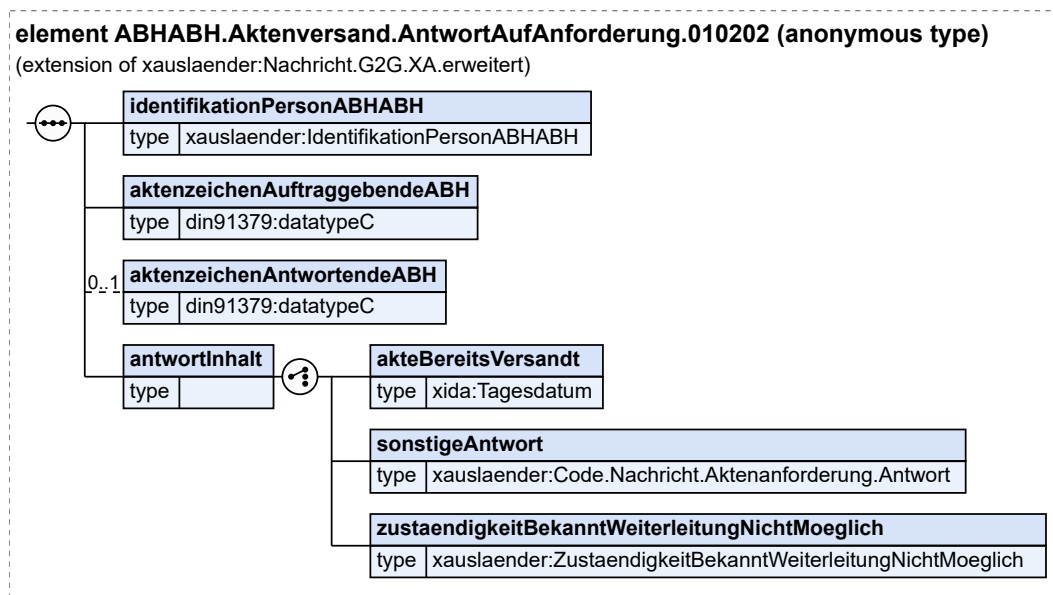 element ABHABH.Aktenversand.AntwortAufAnforderung.010202 (anonymous type)
(extension of xauslaender:Nachricht.G2G.XA.erweitert)
identifikationPersonABHABH
type xauslaender:IdentifikationPersonABHABH
aktenzeichenAuftraggebendeABH
type din91379:datatypeC
0..1
aktenzeichenAntwortendeABH
type din91379:datatypeC
antwortInhalt
type
akteBereitsVersandt
type xida:Tagesdatum
sonstigeAntwort
type xauslaender:Code.Nachricht.Aktenanforderung.Antwort
zustaendigkeitBekanntWeiterleitungNichtMoeglich
type xauslaender:ZustaendigkeitBekanntWeiterleitungNichtMoeglich